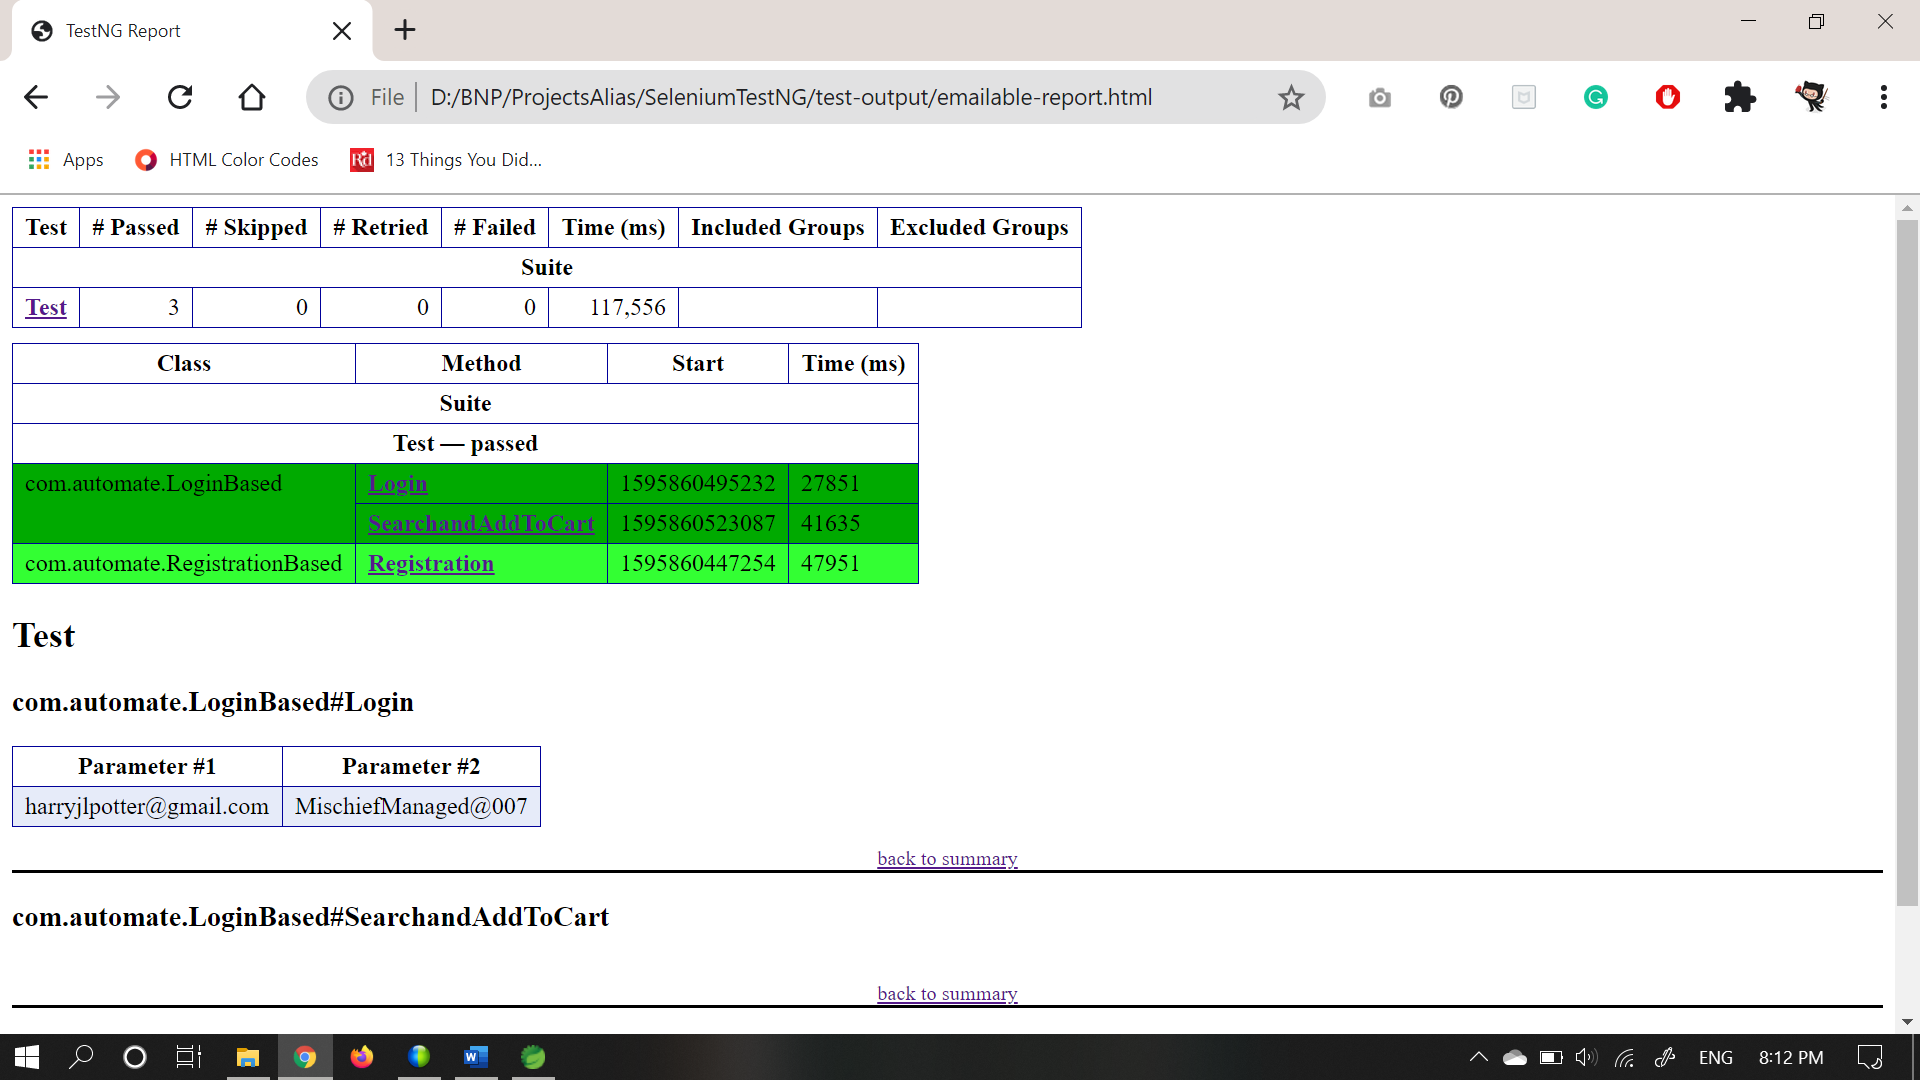 TestNG Report
File D:/BNP/ProjectsAlias/SeleniumTestNG/test-output/emailable-report.html
Apps HTML Color Codes Rd 13 Things You Did...
Test # Passed # Skipped # Retried # Failed Time (ms) Included Groups Excluded Groups
Suite
Test 3 0 0 0 117,556
Class Method Start Time (ms)
Suite
Test — passed
com.automate.LoginBased Login 1595860495232 27851
SearchandAddToCart 1595860523087 41635
com.automate.RegistrationBased Registration 1595860447254 47951
Test
com.automate.LoginBased#Login
Parameter #1 Parameter #2
harryjlpotter@gmail.com MischiefManaged@007
back to summary
com.automate.LoginBased#SearchandAddToCart
back to summary
ENG 8:12 PM